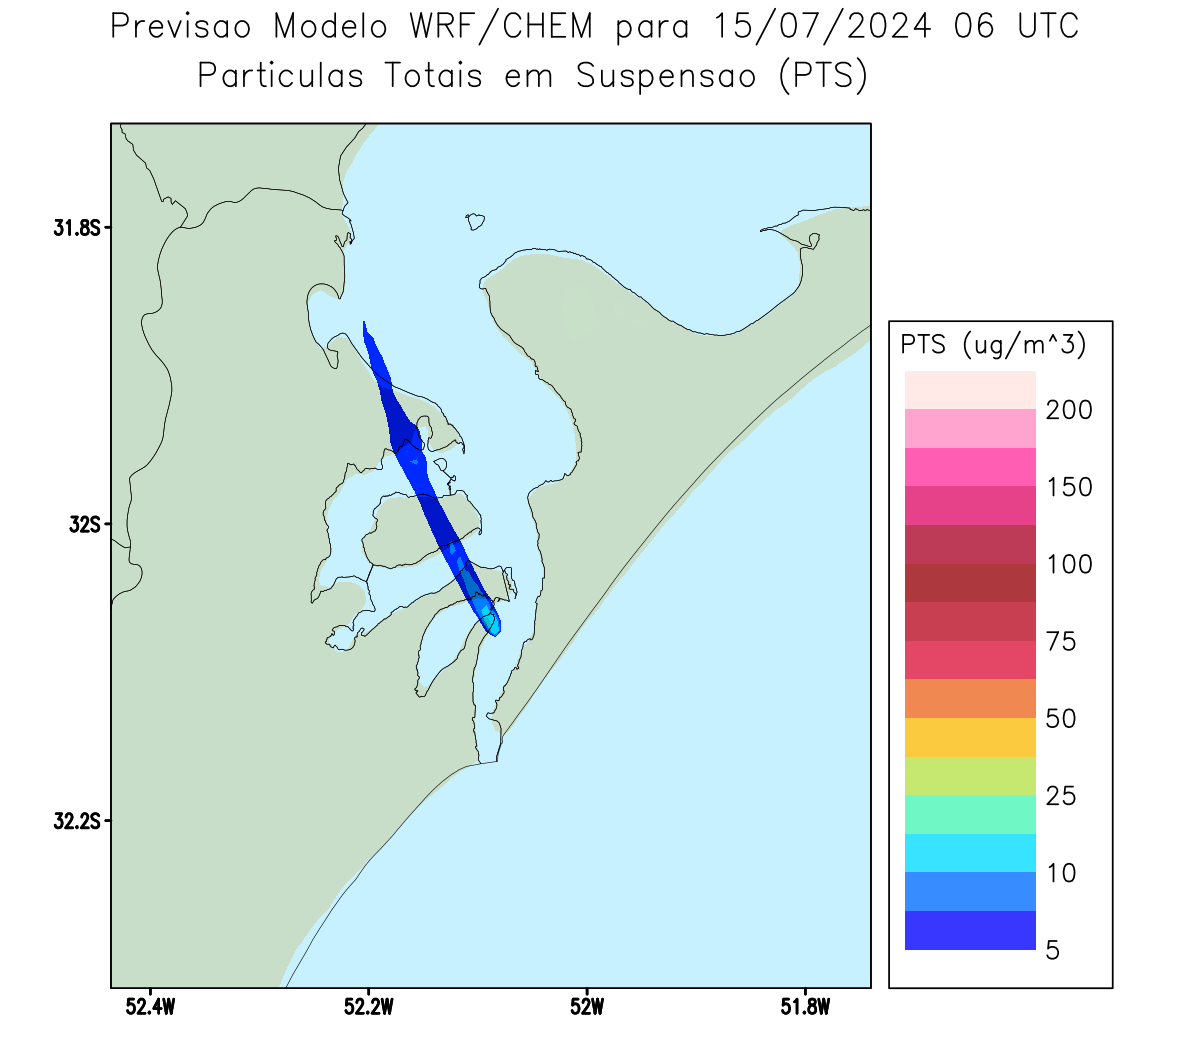 Previsao Modelo WRF/CHEM para 15/07/2024 06 UTC
Particulas Totais em Suspensao (PTS)
31.8S
32S
32.2S
52.4W
52.2W
52W
51.8W
PTS (ug/m^3)
200
150
100
75
50
25
10
5